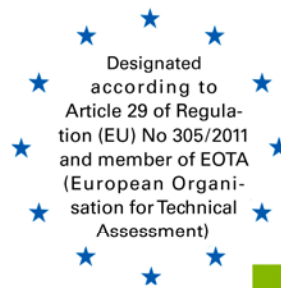 Designated
according to
Article 29 of Regula-
tion (EU) No 305/2011
and member of EOTA
(European Organi-
sation for Technical
Assessment)